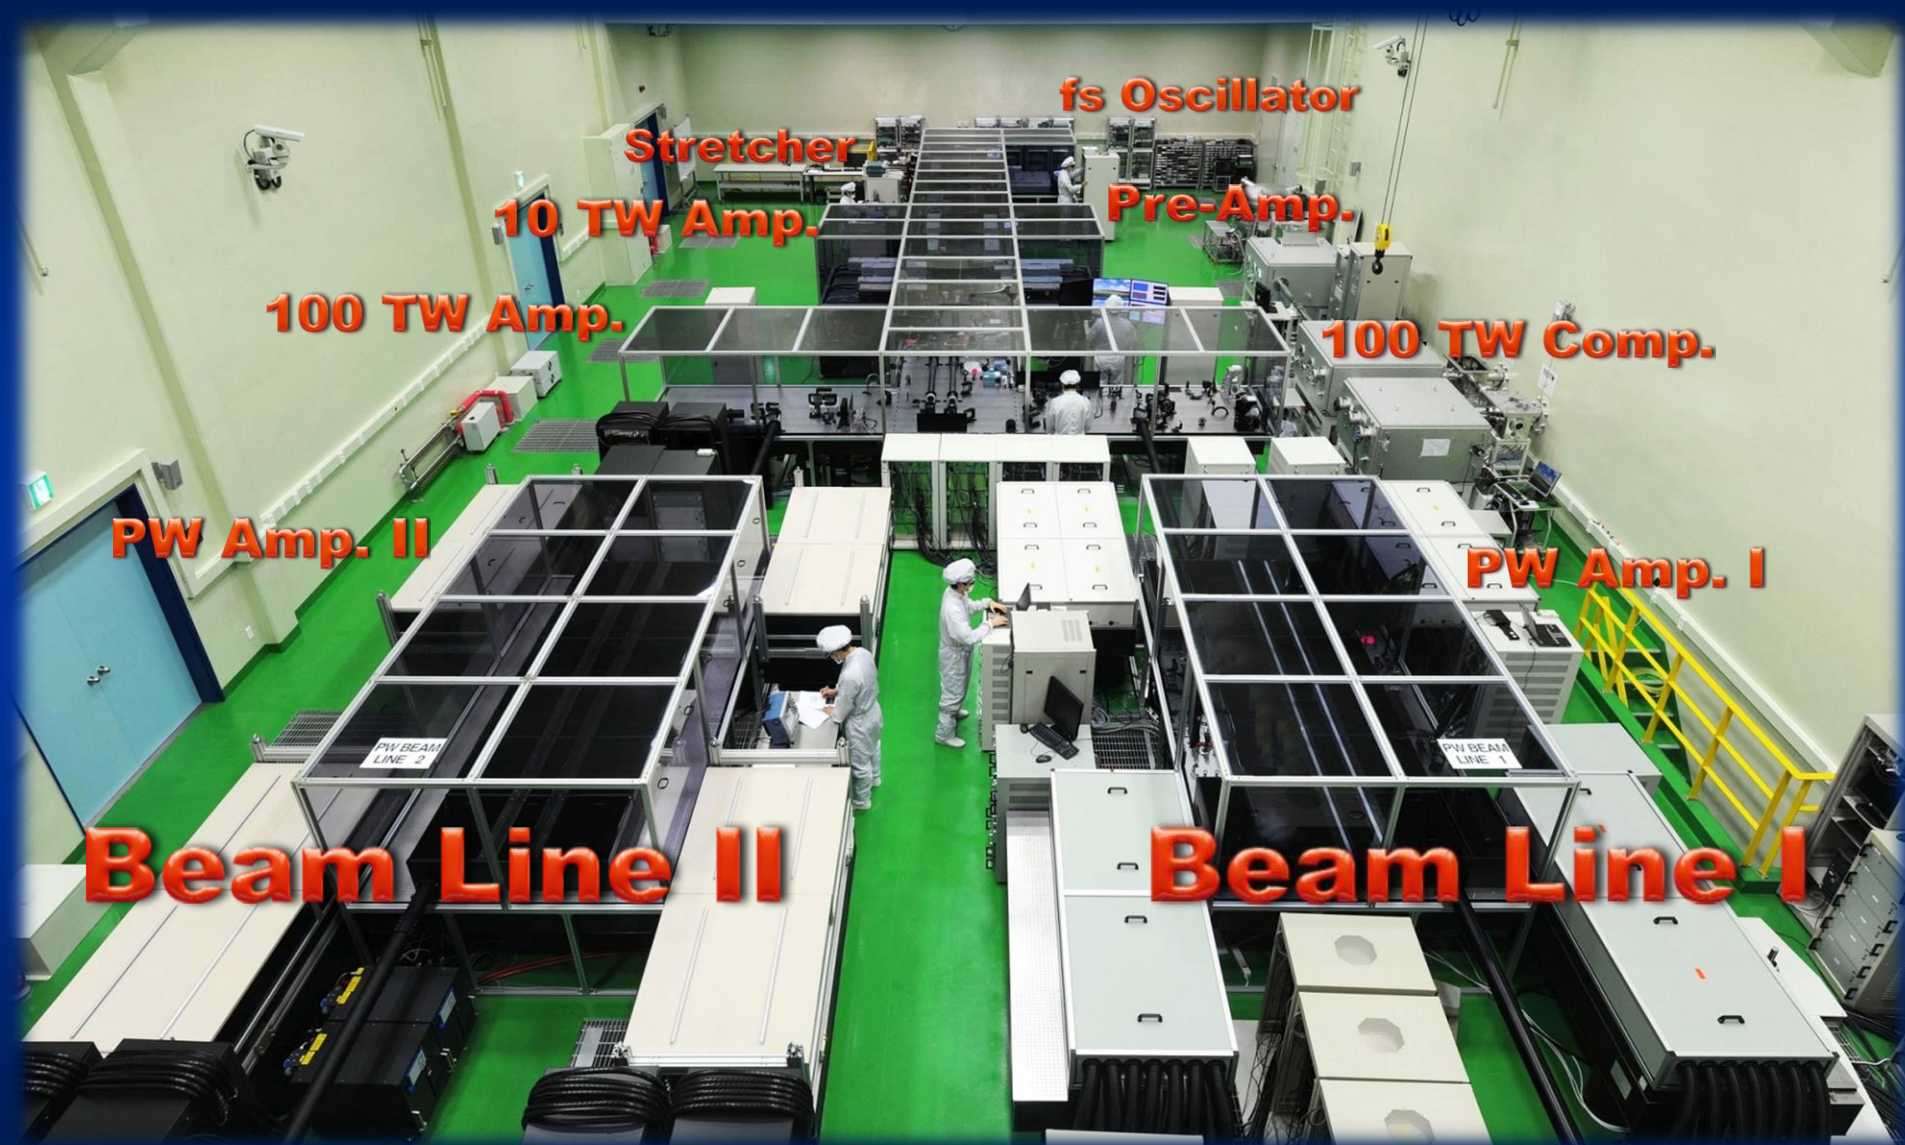 fs Oscillator
Stretcher
Pre-Amp.
10 TW Amp.
100 TW Amp.
100 TW Comp.
PW Amp. II
PW Amp. I
PW BEAM
LINE 2
PW BEAM
LINE 1
Beam Line II
Beam Line I